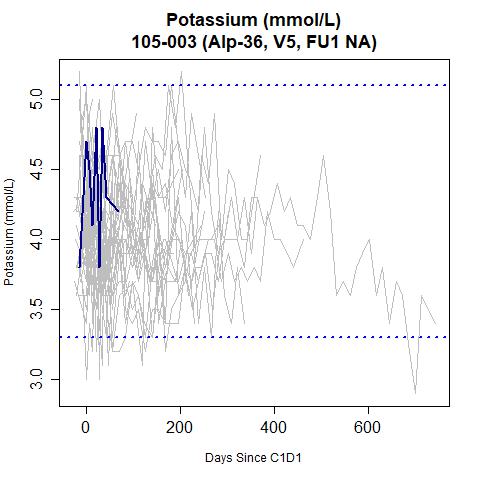 Potassium (mmol/L)
105-003 (Alp-36, V5, FU1 NA)
Potassium (mmol/L)
5.0
4.5
4.0
3.5
3.0
0 200 400 600
Days Since C1D1